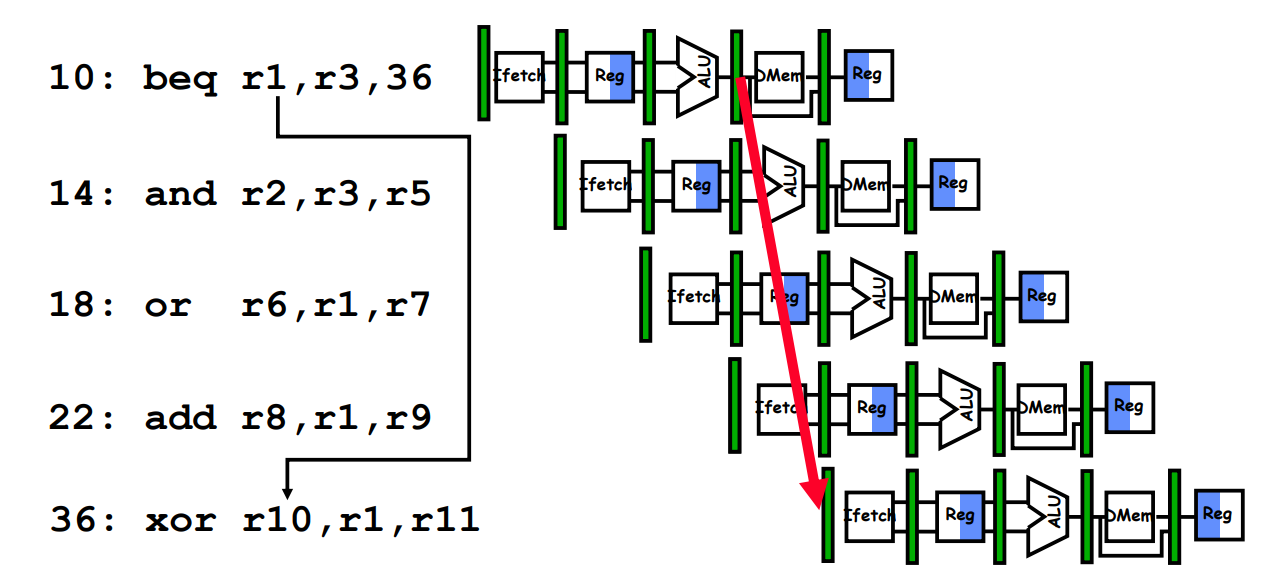 10: beq r1,r3,36
Ifetch Reg ALU DMem Reg
14: and r2,r3,r5
Ifetch Reg ALU DMem Reg
18: or r6,r1,r7
Ifetch Reg ALU DMem Reg
22: add r8,r1,r9
Ifetch Reg ALU DMem Reg
36: xor r10,r1,r11
Ifetch Reg ALU DMem Reg